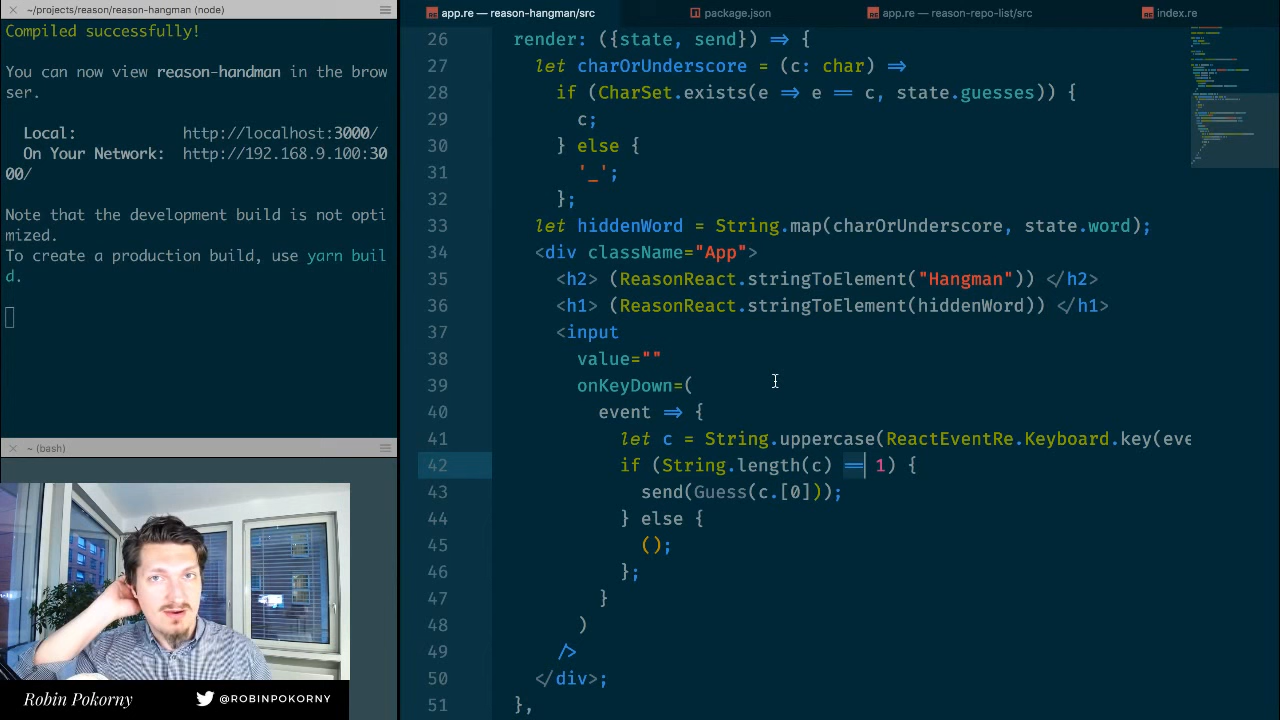 ~/projects/reason/reason-hangman (node)
Compiled successfully!
You can now view reason-handman in the brow
ser.
Local: http://localhost:3000/
On Your Network: http://192.168.9.100:30
00/
Note that the development build is not opti
mized.
To create a production build, use yarn buil
d.
~ (bash)
Robin Pokorny
@ROBINPOKORNY
app.re — reason-hangman/src
package.json
app.re — reason-repo-list/src
index.re
26 render: ({state, send}) => {
27 let charOrUnderscore = (c: char) =>
28 if (CharSet.exists(e => e == c, state.guesses)) {
29 c;
30 } else {
31 '_';
32 };
33 let hiddenWord = String.map(charOrUnderscore, state.word);
34 <div className="App">
35 <h2> (ReasonReact.stringToElement("Hangman")) </h2>
36 <h1> (ReasonReact.stringToElement(hiddenWord)) </h1>
37 <input
38 value=""
39 onKeyDown=(
40 event => {
41 let c = String.uppercase(ReactEventRe.Keyboard.key(eve
42 if (String.length(c) == 1) {
43 send(Guess(c.[0]));
44 } else {
45 ();
46 };
47 }
48 )
49 />
50 </div>;
51 },